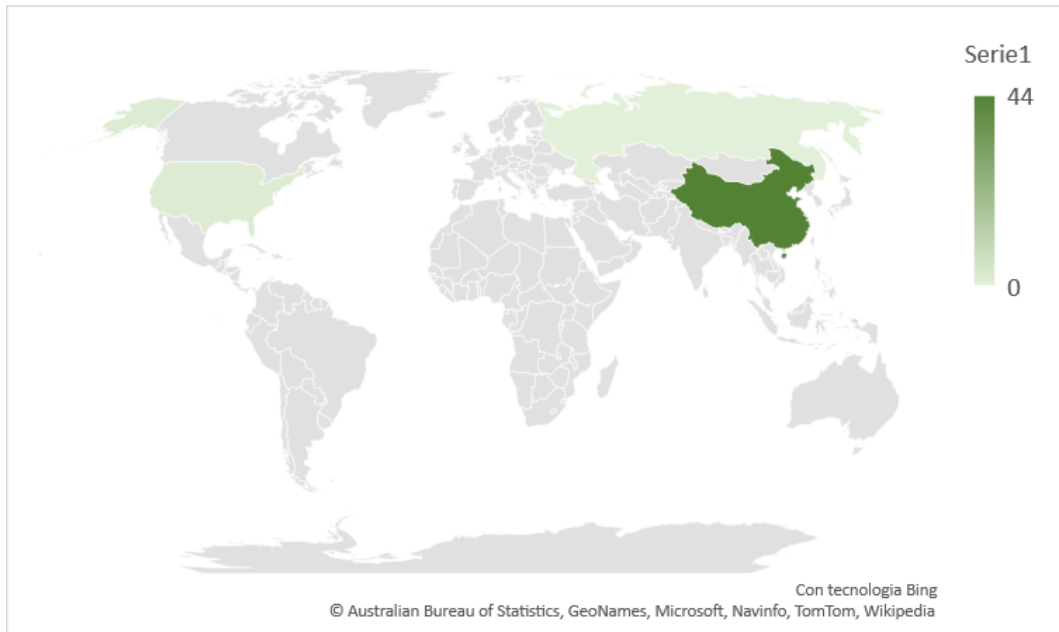 Serie1
44
0
Con tecnologia Bing
© Australian Bureau of Statistics, GeoNames, Microsoft, Navinfo, TomTom, Wikipedia